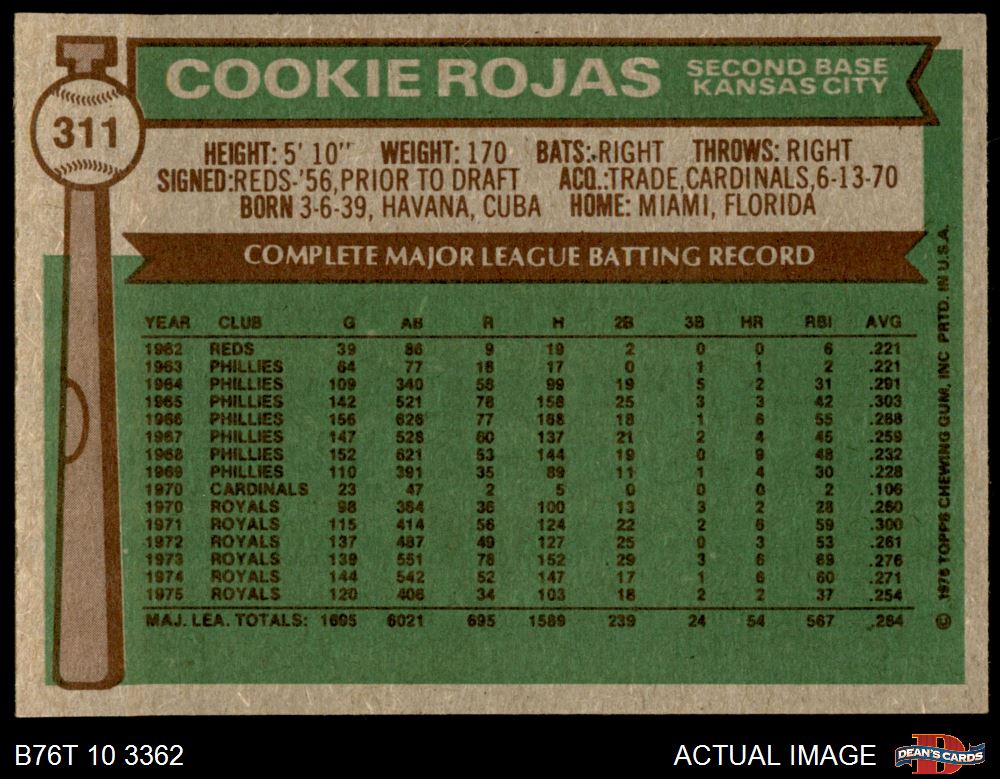 311
COOKIE ROJAS
SECOND BASE
KANSAS CITY
HEIGHT: 5' 10" WEIGHT: 170 BATS: RIGHT THROWS: RIGHT
SIGNED:REDS-'56, PRIOR TO DRAFT ACQ.:TRADE,CARDINALS,6-13-70
BORN 3-6-39, HAVANA, CUBA HOME: MIAMI, FLORIDA
COMPLETE MAJOR LEAGUE BATTING RECORD
YEAR CLUB G AB R H 2B 3B HR RBI AVG
1962 REDS 39 86 9 19 2 0 0 6 .221
1963 PHILLIES 64 77 18 17 0 1 1 2 .221
1964 PHILLIES 109 340 58 99 19 5 2 31 .291
1965 PHILLIES 142 521 78 158 25 3 3 42 .303
1966 PHILLIES 156 626 77 168 18 1 6 55 .268
1967 PHILLIES 147 528 60 137 21 2 4 45 .259
1968 PHILLIES 152 621 53 144 19 0 9 48 .232
1969 PHILLIES 110 391 35 89 11 1 4 30 .228
1970 CARDINALS 23 47 2 5 0 0 0 2 .106
1970 ROYALS 98 384 36 100 13 3 2 28 .260
1971 ROYALS 115 414 56 124 22 2 6 59 .300
1972 ROYALS 137 487 49 127 25 0 3 53 .261
1973 ROYALS 139 551 78 152 29 3 6 69 .276
1974 ROYALS 144 542 52 147 17 1 6 60 .271
1975 ROYALS 120 406 34 103 18 2 2 37 .254
MAJ. LEA. TOTALS: 1695 6021 695 1589 239 24 54 567 .264
© 1976 TOPPS CHEWING GUM, INC PRTD. IN U.S.A.
B76T 10 3362
ACTUAL IMAGE
DEAN'S CARDS